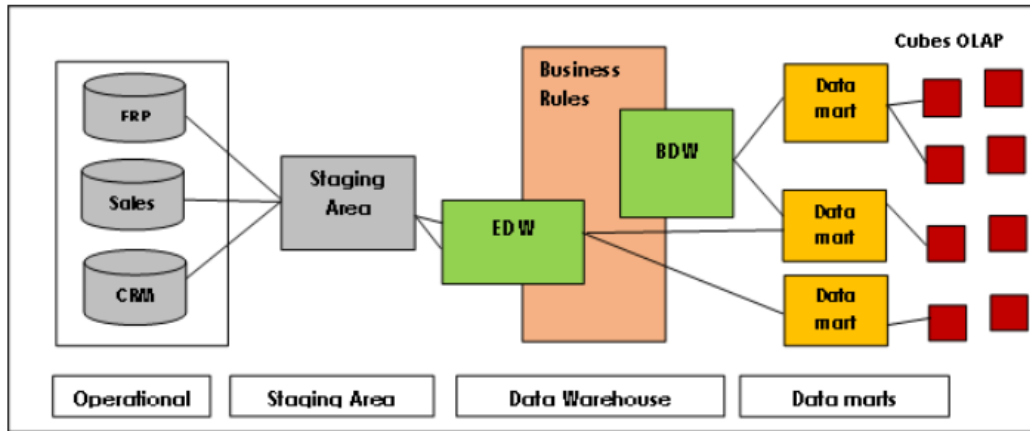 Cubes OLAP
Business
Rules
Data
mart
FRP
BDW
Staging
Area
Sales
EDW
Data
mart
CRM
Data
mart
Operational
Staging Area
Data Warehouse
Data marts